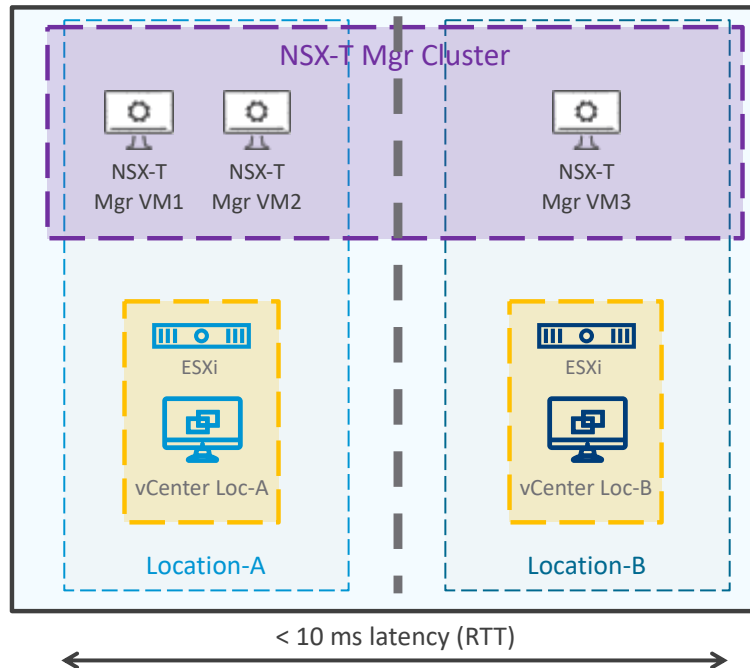 NSX-T Mgr Cluster
NSX-T
Mgr VM1
NSX-T
Mgr VM2
NSX-T
Mgr VM3
ESXi
vCenter Loc-A
ESXi
vCenter Loc-B
Location-A
Location-B
< 10 ms latency (RTT)